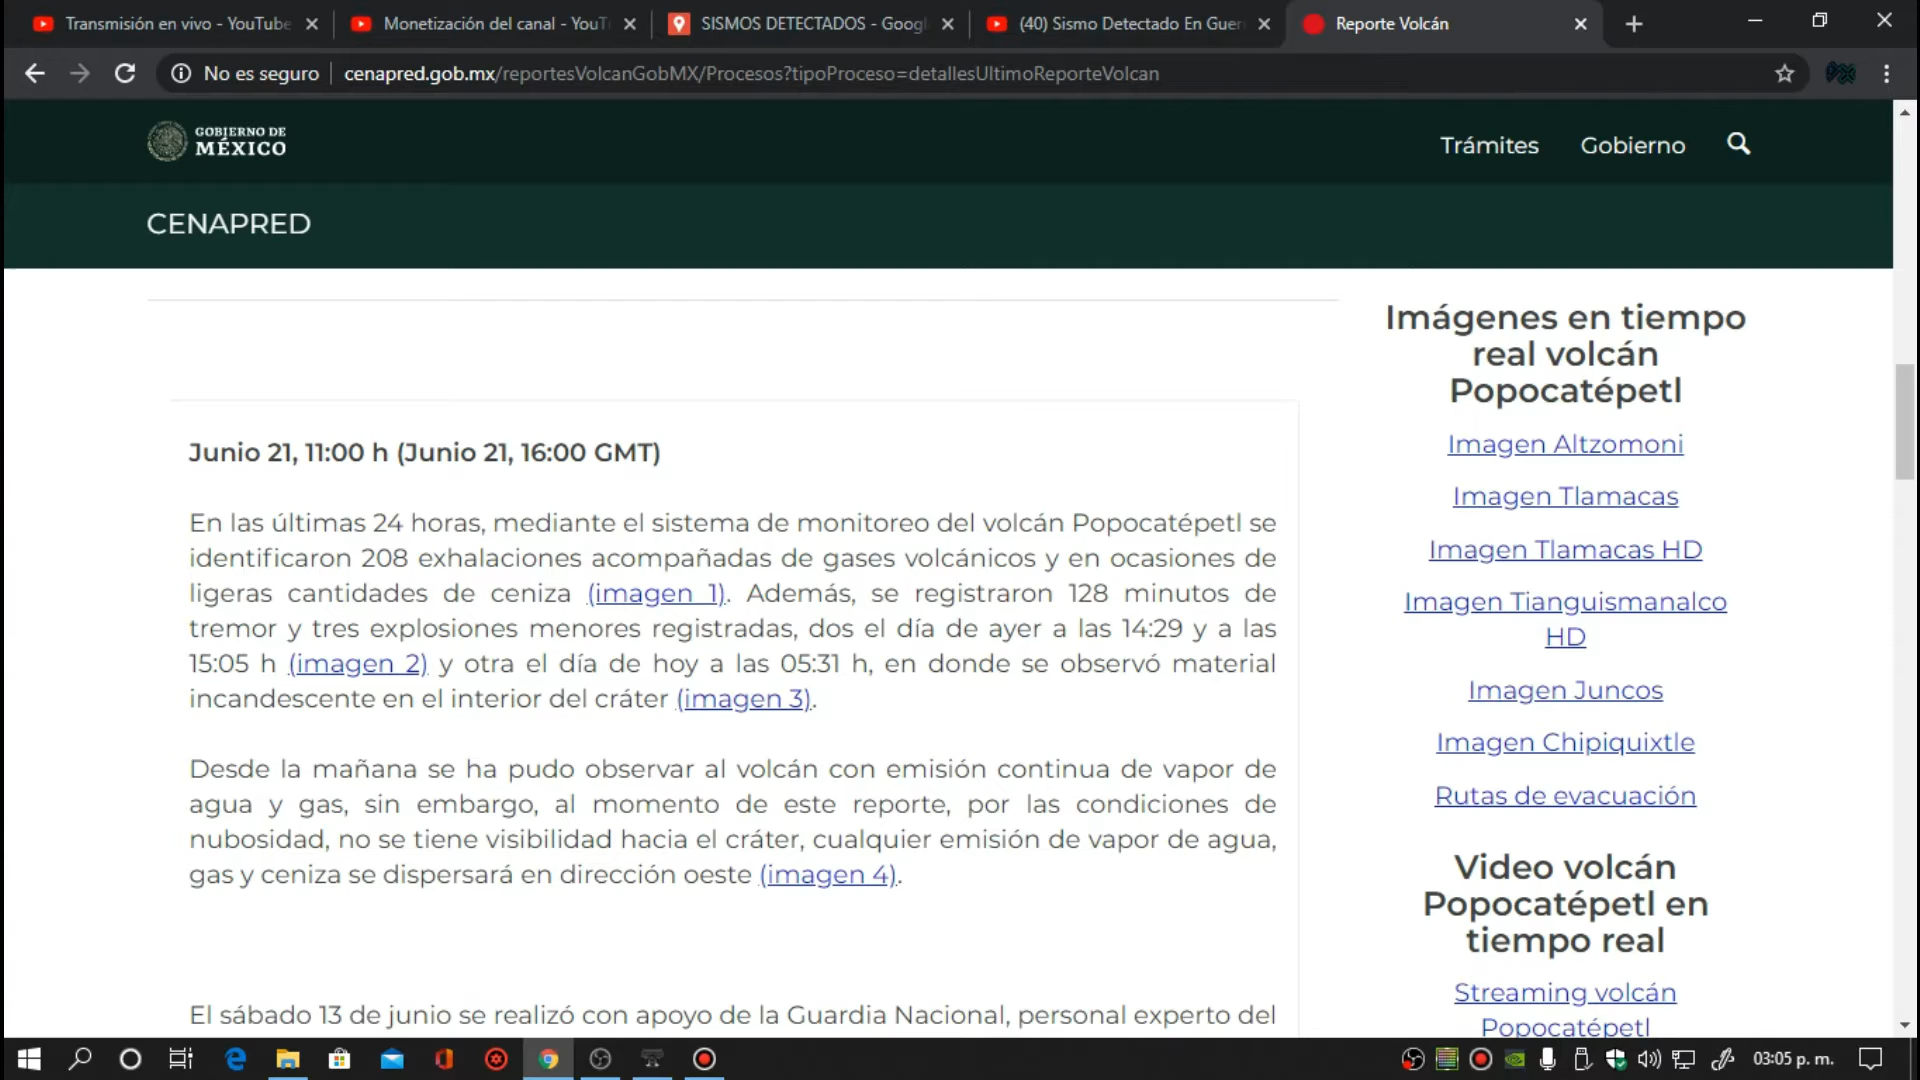 Transmisión en vivo - YouTube
Monetización del canal - YouT
SISMOS DETECTADOS - Googl
(40) Sismo Detectado En Guer
Reporte Volcán
No es seguro
cenapred.gob.mx/reportesVolcanGobMX/Procesos?tipoProceso=detallesUltimoReporteVolcan
GOBIERNO DE
MÉXICO
Trámites
Gobierno
CENAPRED
Junio 21, 11:00 h (Junio 21, 16:00 GMT)
En las últimas 24 horas, mediante el sistema de monitoreo del volcán Popocatépetl se
identificaron 208 exhalaciones acompañadas de gases volcánicos y en ocasiones de
ligeras cantidades de ceniza (imagen 1). Además, se registraron 128 minutos de
tremor y tres explosiones menores registradas, dos el día de ayer a las 14:29 y a las
15:05 h (imagen 2) y otra el día de hoy a las 05:31 h, en donde se observó material
incandescente en el interior del cráter (imagen 3).
Desde la mañana se ha pudo observar al volcán con emisión continua de vapor de
agua y gas, sin embargo, al momento de este reporte, por las condiciones de
nubosidad, no se tiene visibilidad hacia el cráter, cualquier emisión de vapor de agua,
gas y ceniza se dispersará en dirección oeste (imagen 4).
El sábado 13 de junio se realizó con apoyo de la Guardia Nacional, personal experto del
Imágenes en tiempo
real volcán
Popocatépetl
Imagen Altzomoni
Imagen Tlamacas
Imagen Tlamacas HD
Imagen Tianguismanalco
HD
Imagen Juncos
Imagen Chipiquixtle
Rutas de evacuación
Video volcán
Popocatépetl en
tiempo real
Streaming volcán
Popocatépetl
03:05 p. m.